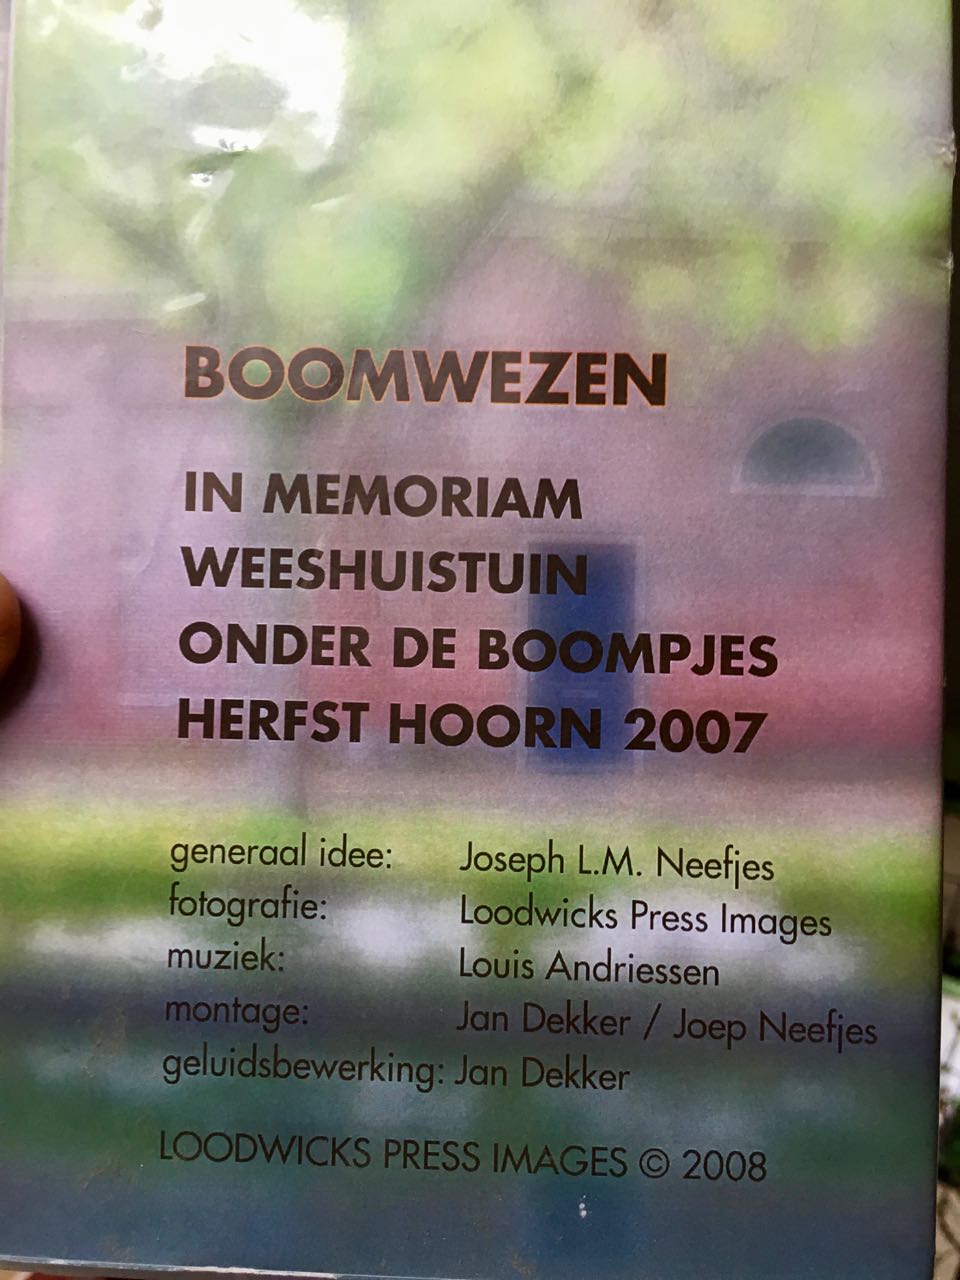 BOOMWEZEN
IN MEMORIAM
WEESHUISTUIN
ONDER DE BOOMPJES
HERFST HOORN 2007
generaal idee: Joseph L.M. Neefjes
fotografie: Loodwicks Press Images
muziek: Louis Andriessen
montage: Jan Dekker / Joep Neefjes
geluidsbewerking: Jan Dekker
LOODWICKS PRESS IMAGES © 2008